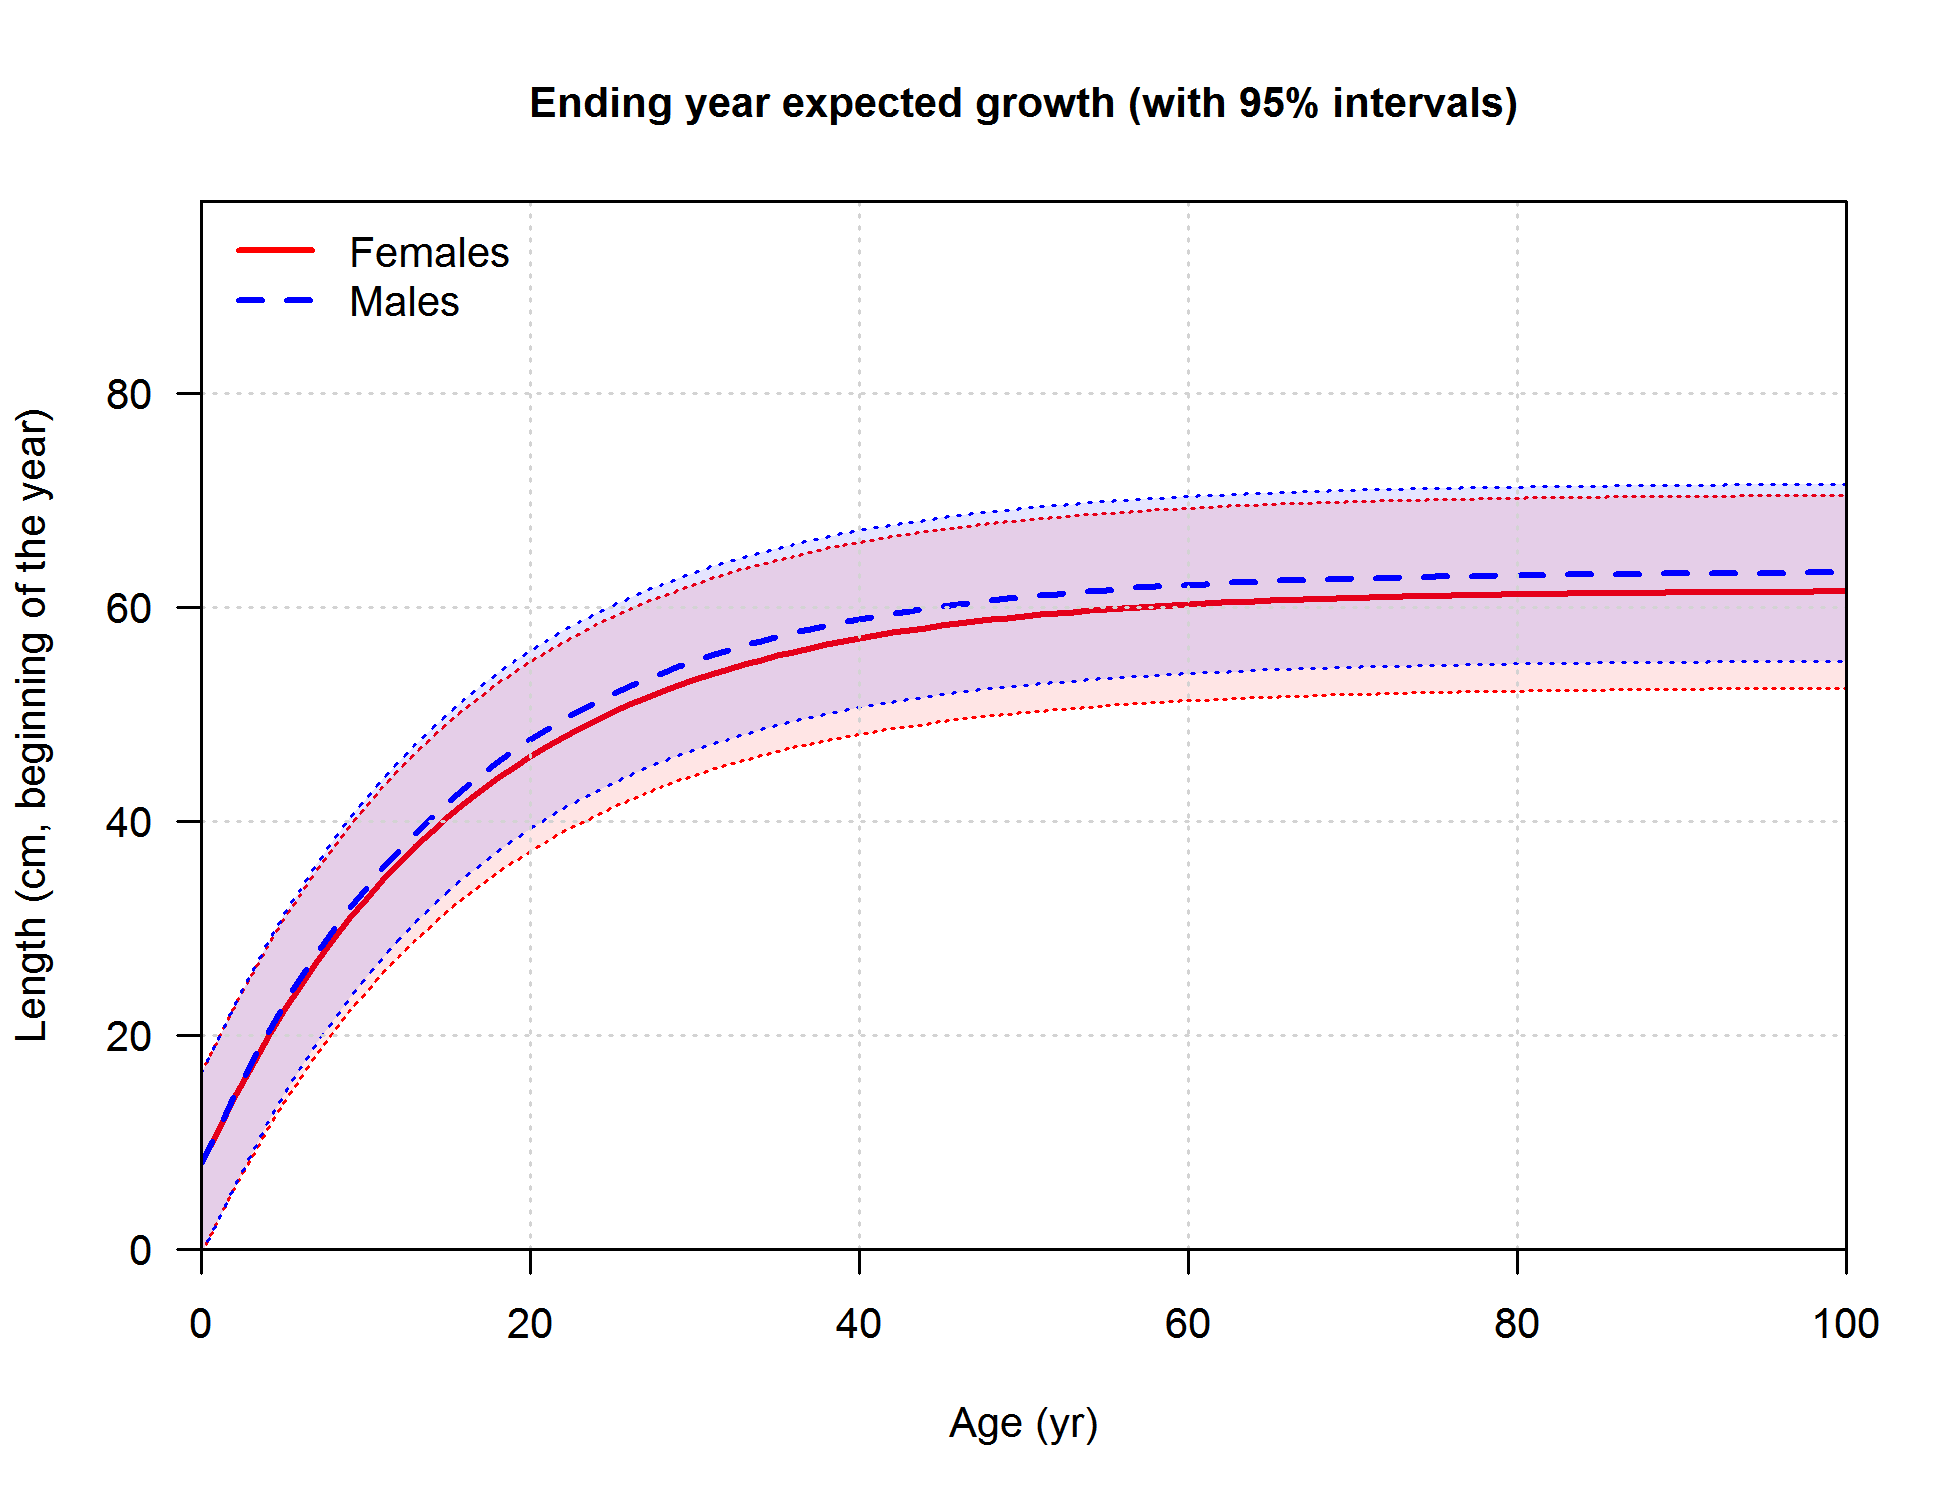 Ending year expected growth (with 95% intervals)
Females
Males
Length (cm, beginning of the year)
80
60
40
20
0
0 20 40 60 80 100
Age (yr)